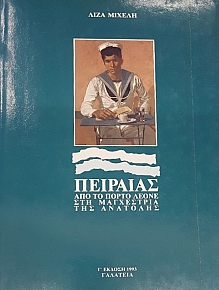 ΛΙΖΑ ΜΙΧΕΛΗ
ΠΕΙΡΑΙΑΣ
ΑΠΟ ΤΟ ΠΟΡΤΟ ΛΕΟΝΕ
ΣΤΗ ΜΑΓΧΕΣΤΡΙΑ
ΤΗΣ ΑΝΑΤΟΛΗΣ
Γ' ΕΚΔΟΣΗ 1993
ΓΑΛΑΤΕΙΑ